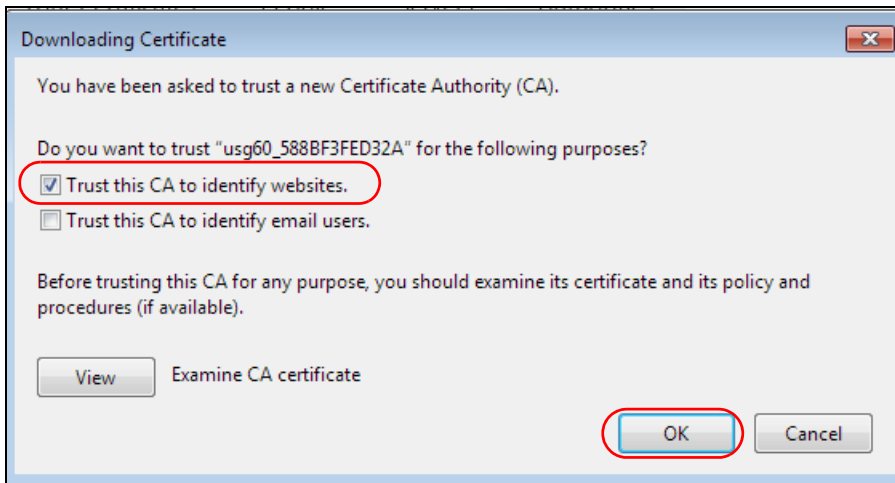 Downloading Certificate
You have been asked to trust a new Certificate Authority (CA).
Do you want to trust "usg60_588BF3FED32A" for the following purposes?
Trust this CA to identify websites.
Trust this CA to identify email users.
Before trusting this CA for any purpose, you should examine its certificate and its policy and
procedures (if available).
View Examine CA certificate
OK Cancel